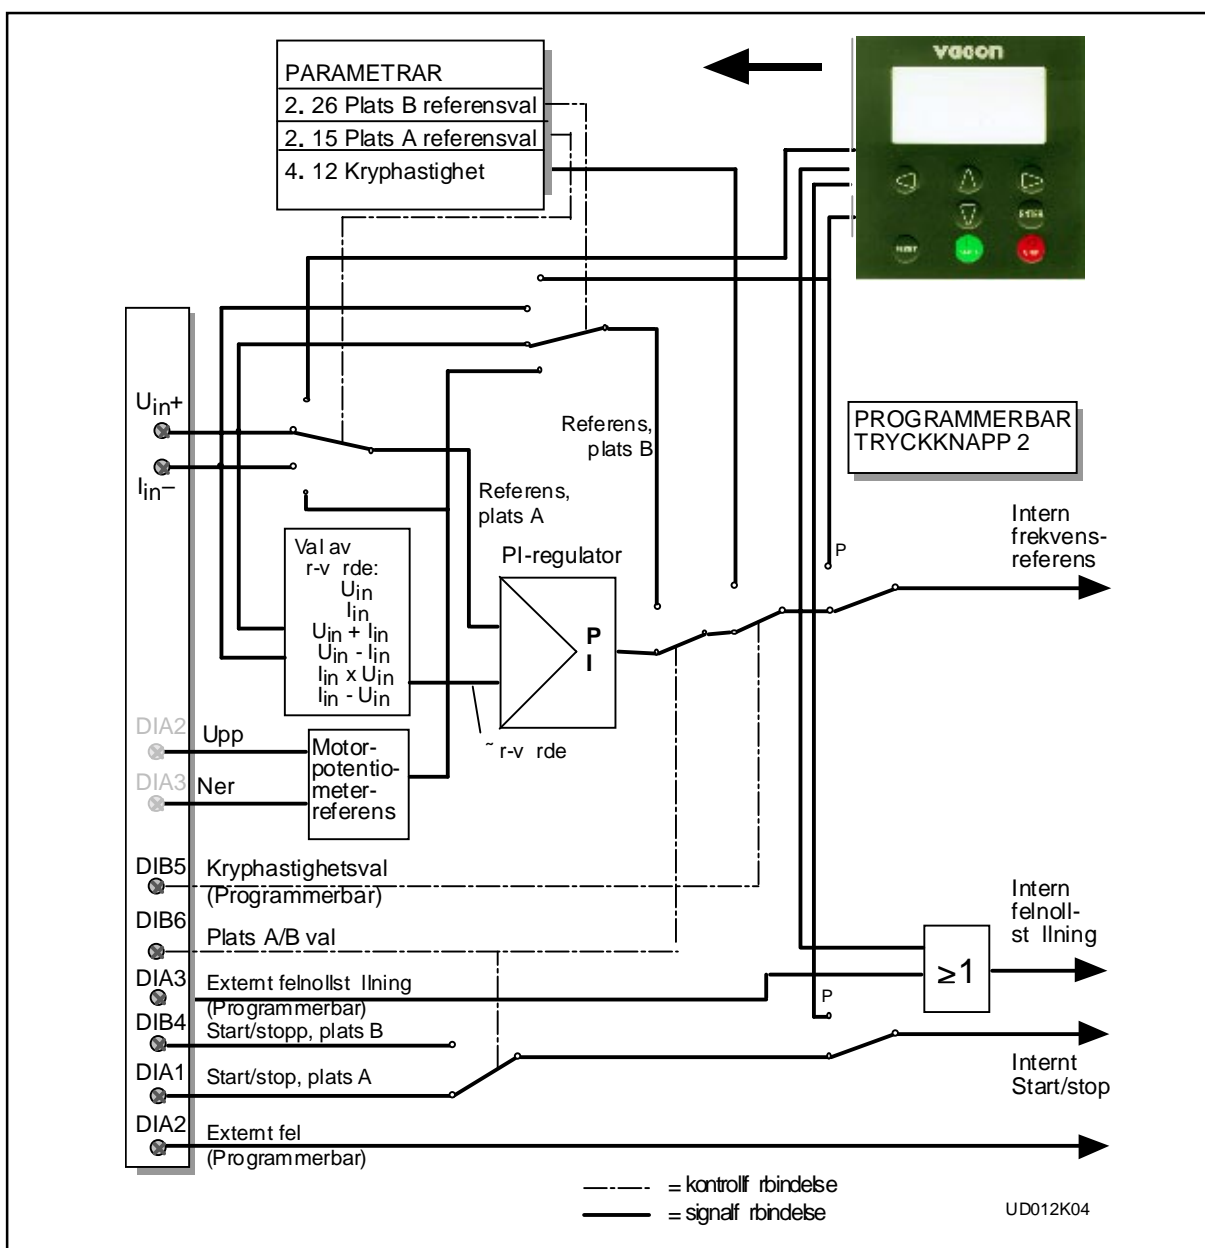 PARAMETRAR
2. 26 Plats B referensval
2. 15 Plats A referensval
4. 12 Kryphastighet
vacon
ENTER
Uin+
Iin–
Referens,
plats B
PROGRAMMERBAR
TRYCKKNAPP 2
Referens,
plats A
Intern
frekvens-
referens
P
Val av
r-v rde:
Uin
Iin
Uin + Iin
Uin - Iin
Iin x Uin
Iin - Uin
PI-regulator
P
I
˜ r-v rde
DIA2
Upp
DIA3
Ner
Motor-
potentio-
meter-
referens
DIB5
Kryphastighetsval
(Programmerbar)
DIB6
Plats A/B val
Intern
felnoll-
st llning
≥1
DIA3
Externt felnollst llning
(Programmerbar)
P
DIB4
Start/stopp, plats B
DIA1
Start/stop, plats A
Internt
Start/stop
DIA2
Externt fel
(Programmerbar)
= kontrollf rbindelse
= signalf rbindelse
UD012K04